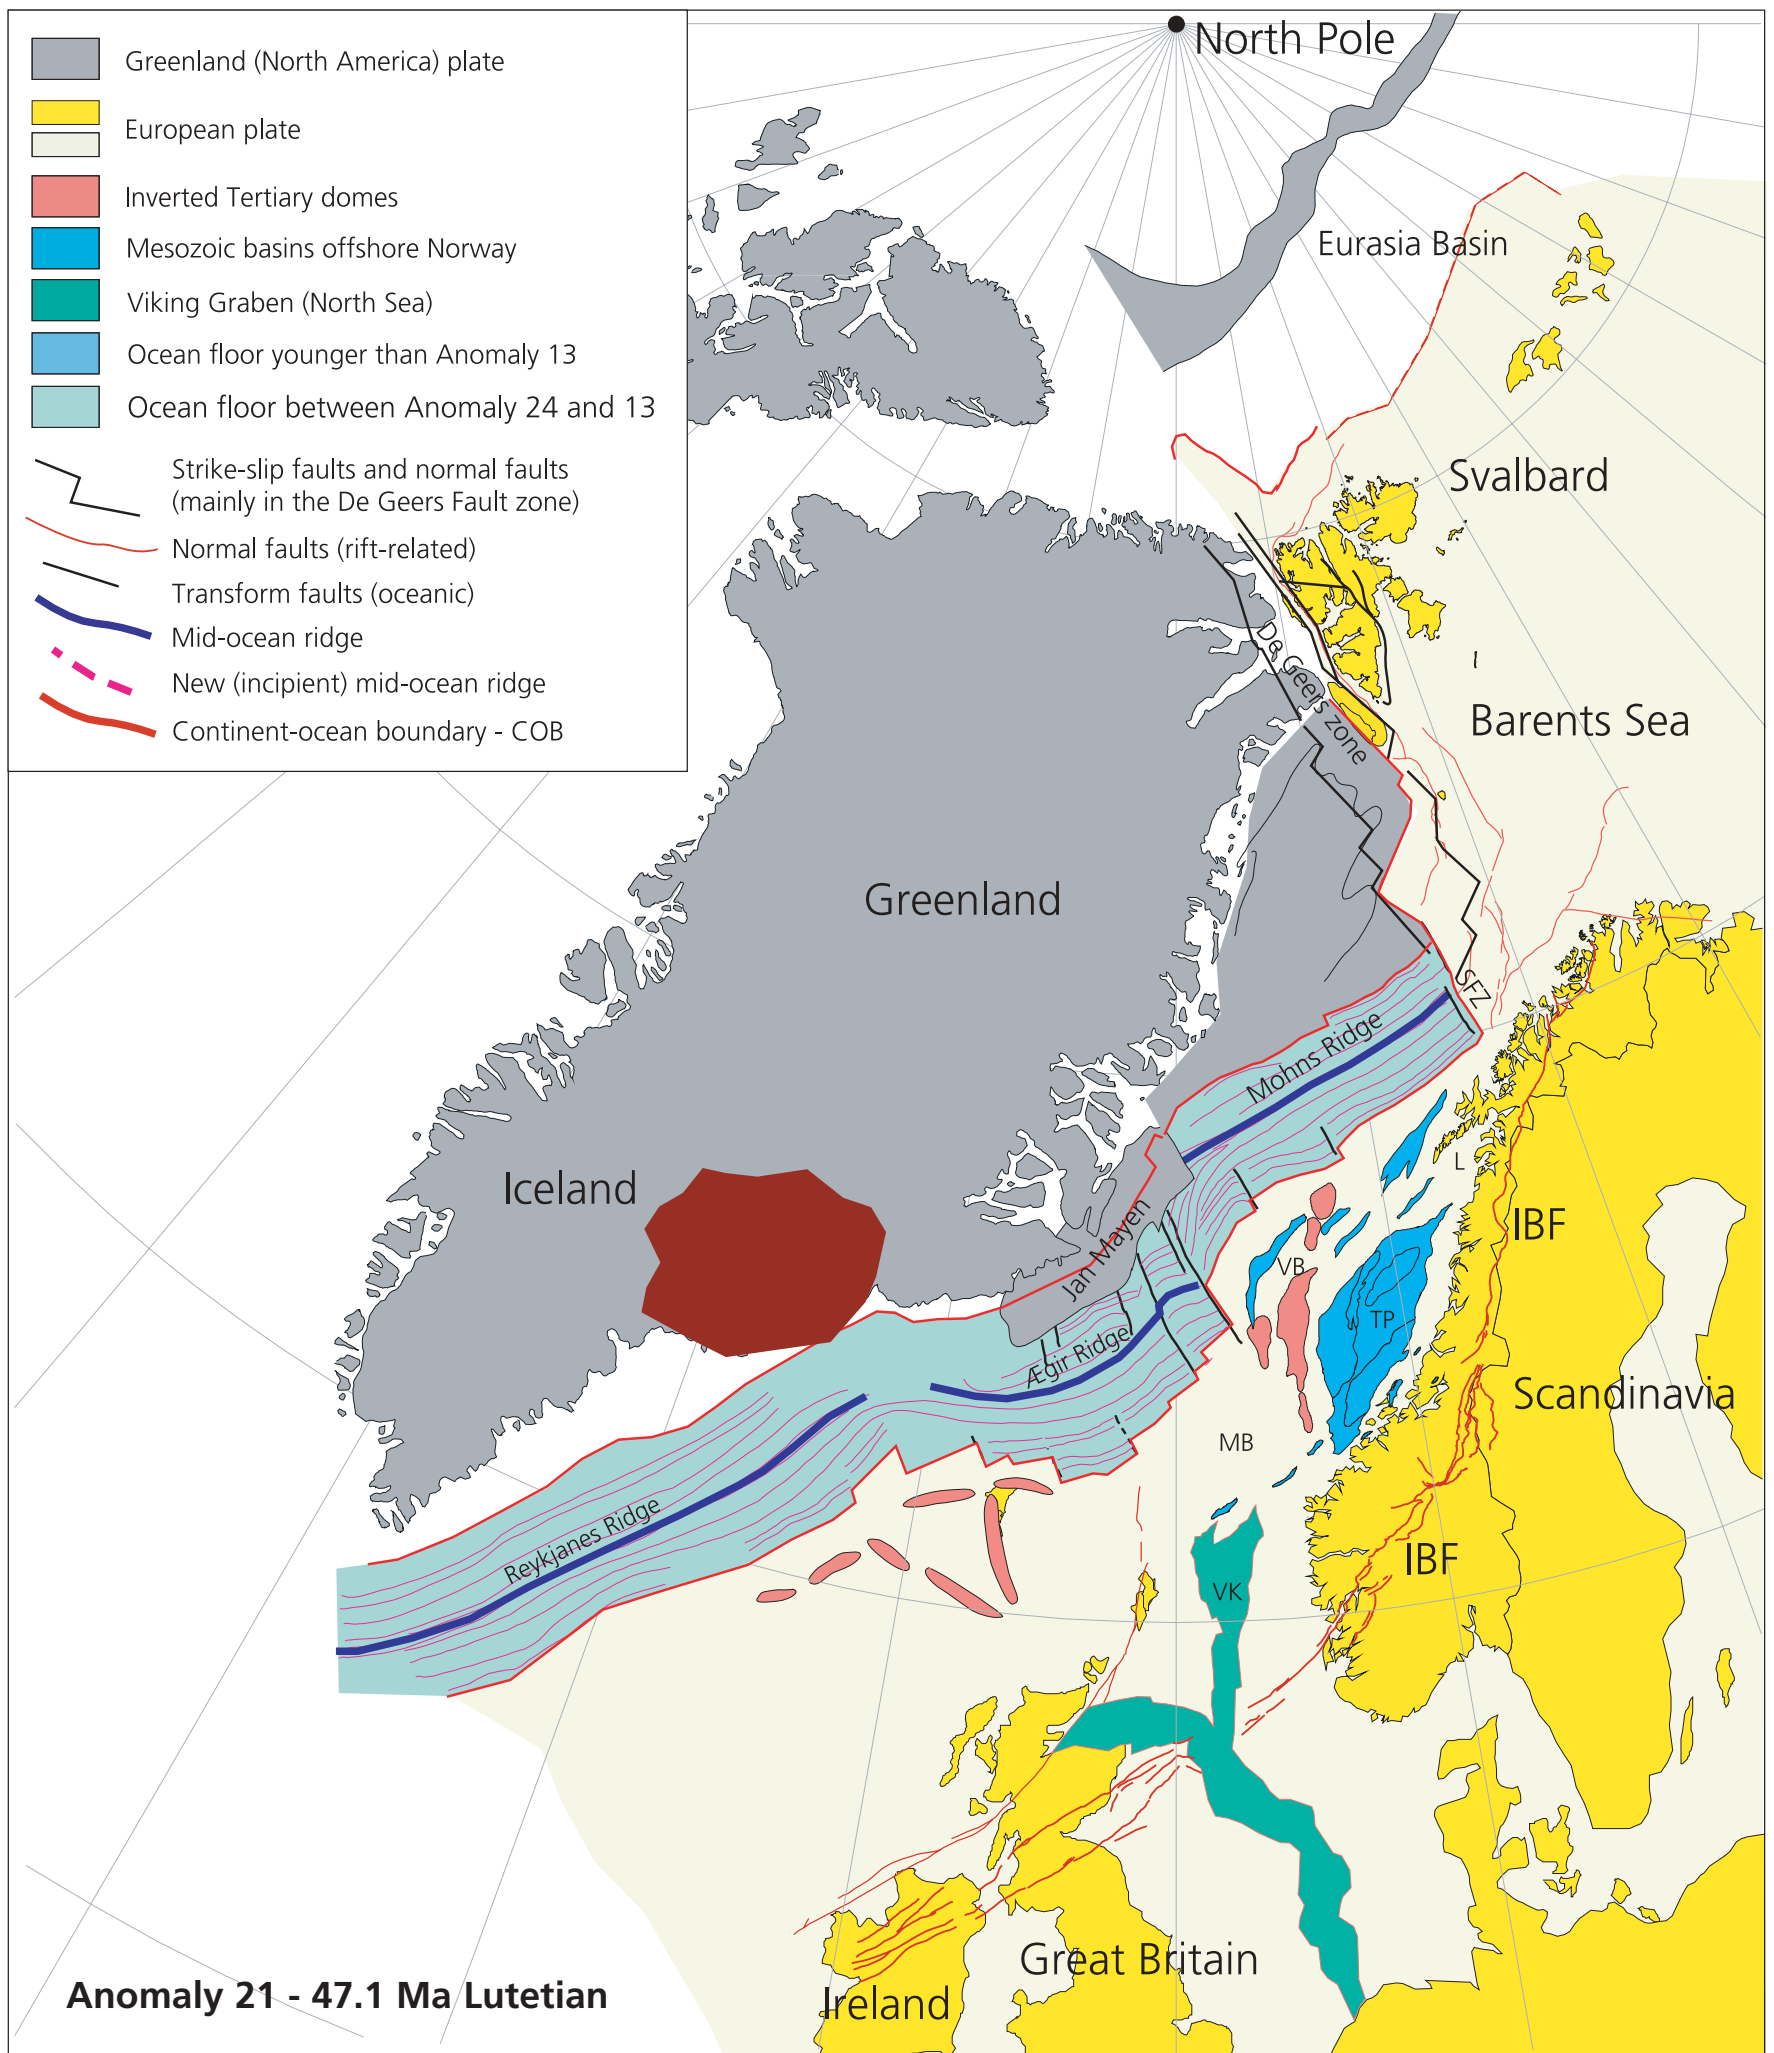 Greenland (North America) plate
European plate
Inverted Tertiary domes
Mesozoic basins offshore Norway
Viking Graben (North Sea)
Ocean floor younger than Anomaly 13
Ocean floor between Anomaly 24 and 13
Strike-slip faults and normal faults
(mainly in the De Geers Fault zone)
Normal faults (rift-related)
Transform faults (oceanic)
Mid-ocean ridge
New (incipient) mid-ocean ridge
Continent-ocean boundary - COB
North Pole
Eurasia Basin
Svalbard
De Geers zone
Barents Sea
Greenland
SFZ
Mohns Ridge
L
Iceland
IBF
Jan Mayen
VB
TP
Ægir Ridge
Scandinavia
MB
Reykjanes Ridge
IBF
VK
Great Britain
Ireland
Anomaly 21 - 47.1 Ma Lutetian